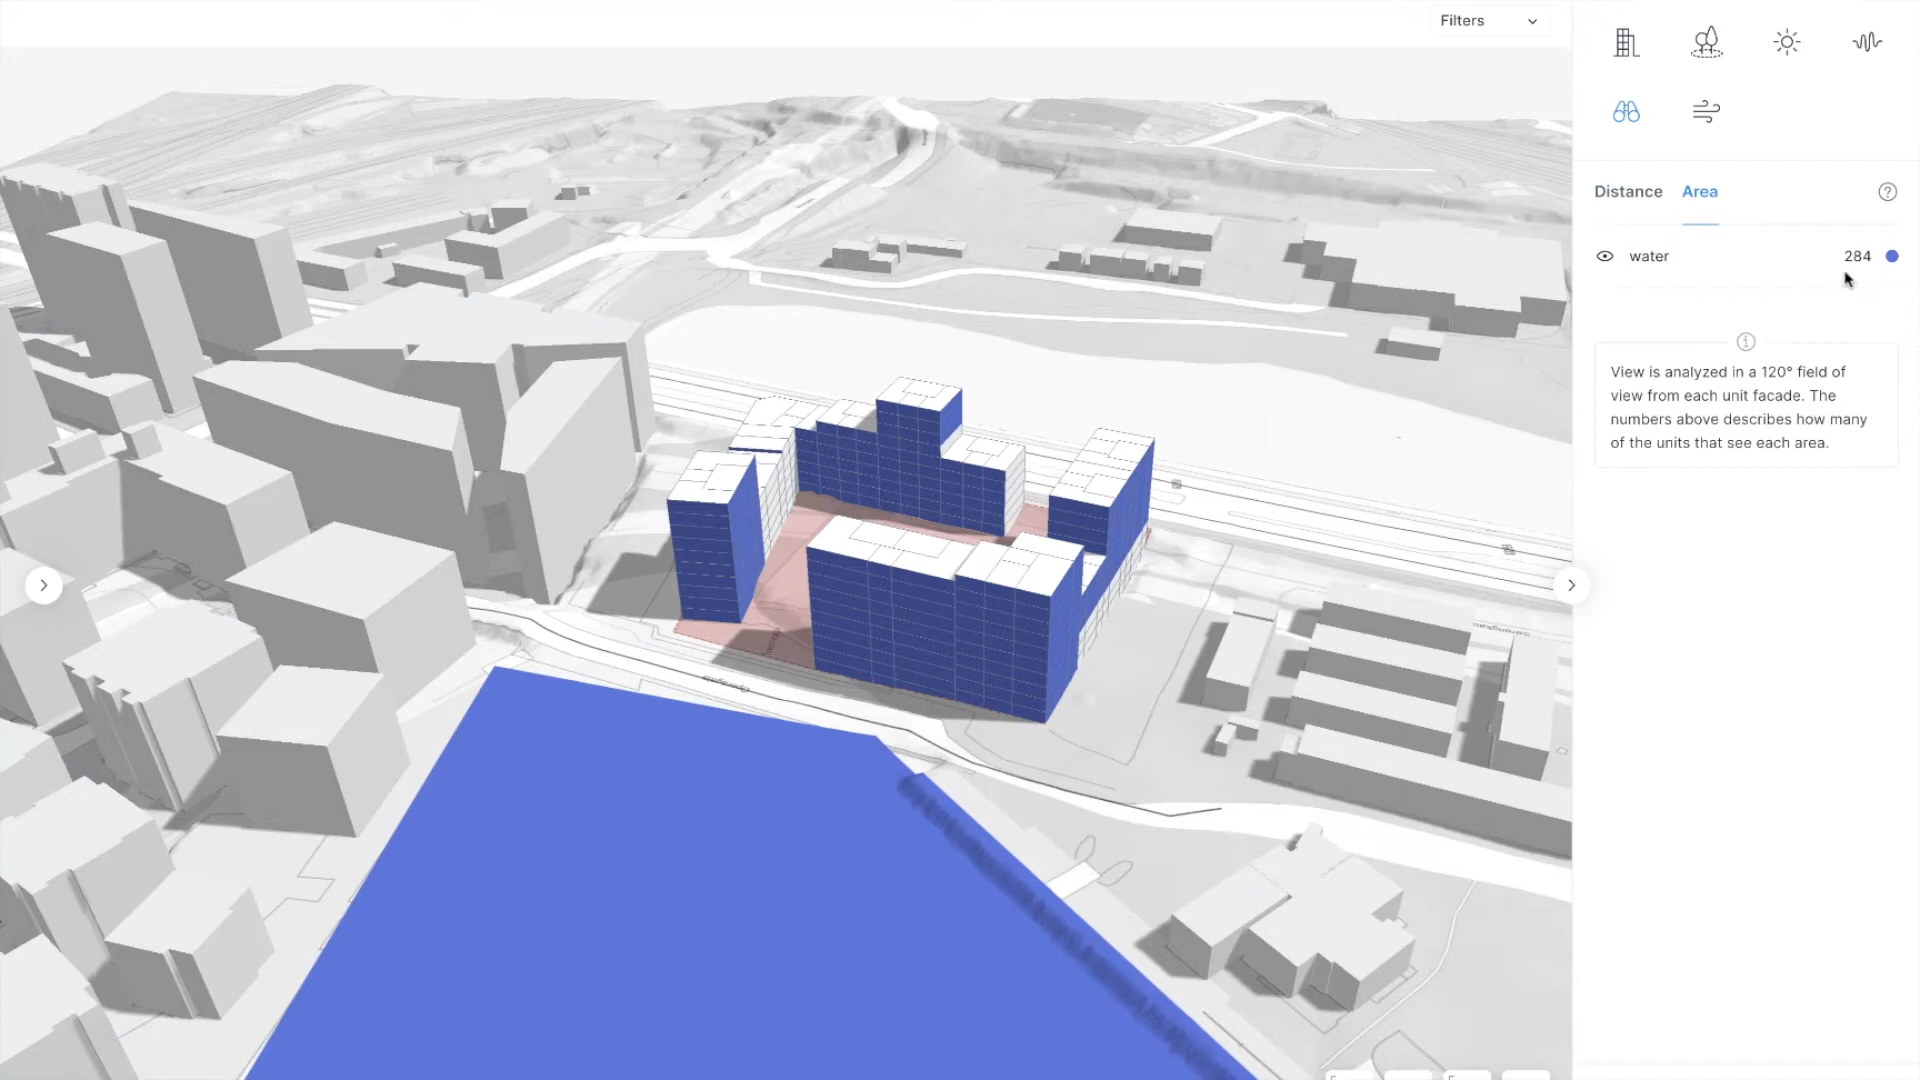 Filters
Distance Area
water 284
View is analyzed in a 120° field of
view from each unit facade. The
numbers above describes how many
of the units that see each area.